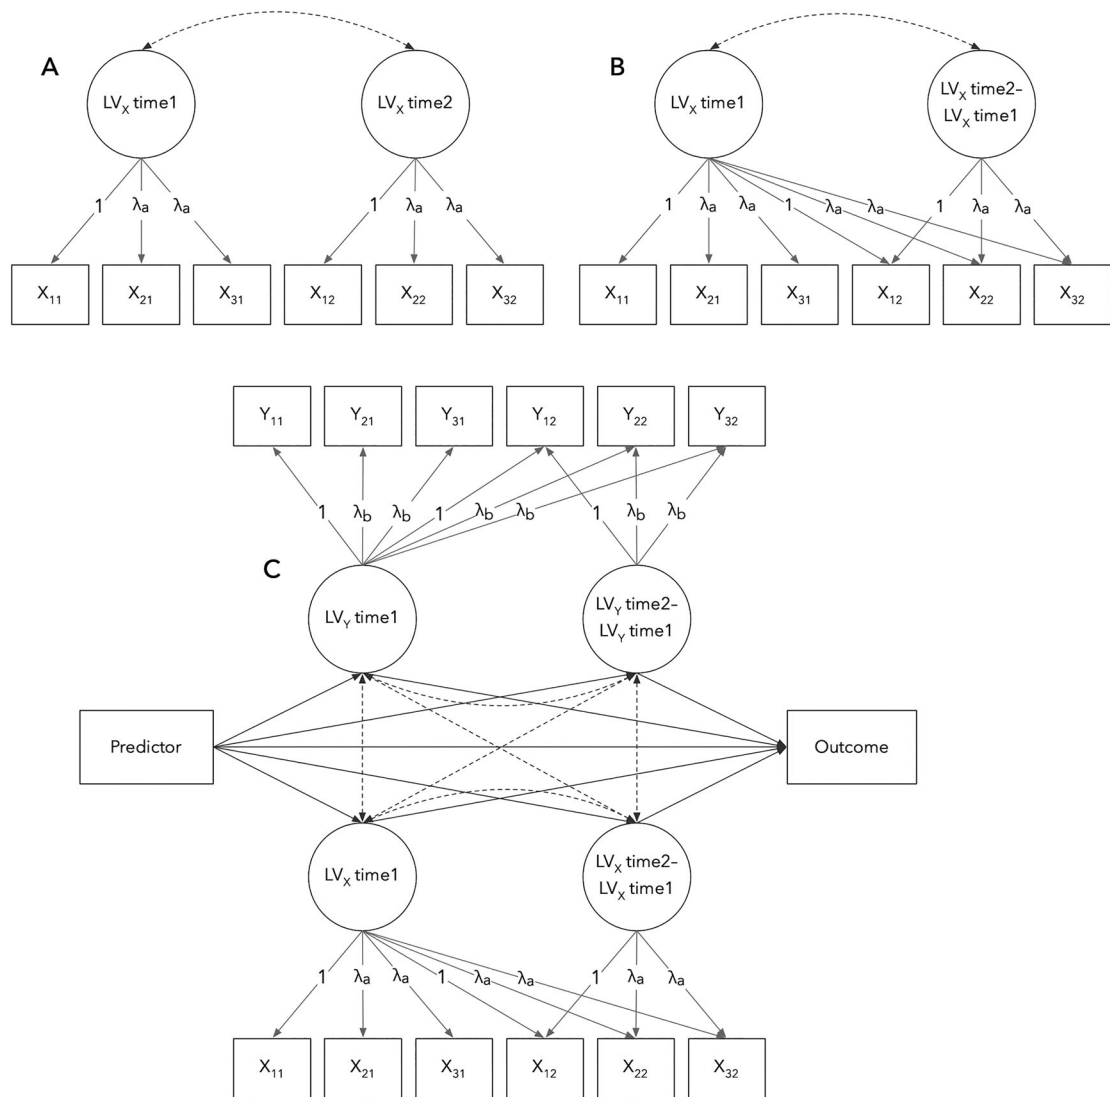 A
B
LVX time1
LVX time2
LVX time1
LVX time2–
LVX time1
1 λa λa 1 λa λa
1 λa λa 1 λa λa 1 λa λa
X11 X21 X31 X12 X22 X32
X11 X21 X31 X12 X22 X32
Y11 Y21 Y31 Y12 Y22 Y32
1 λb λb 1 λb λb 1 λb λb
C
LVY time1
LVY time2–
LVY time1
Predictor
Outcome
LVX time1
LVX time2–
LVX time1
1 λa λa 1 λa λa 1 λa λa
X11 X21 X31 X12 X22 X32